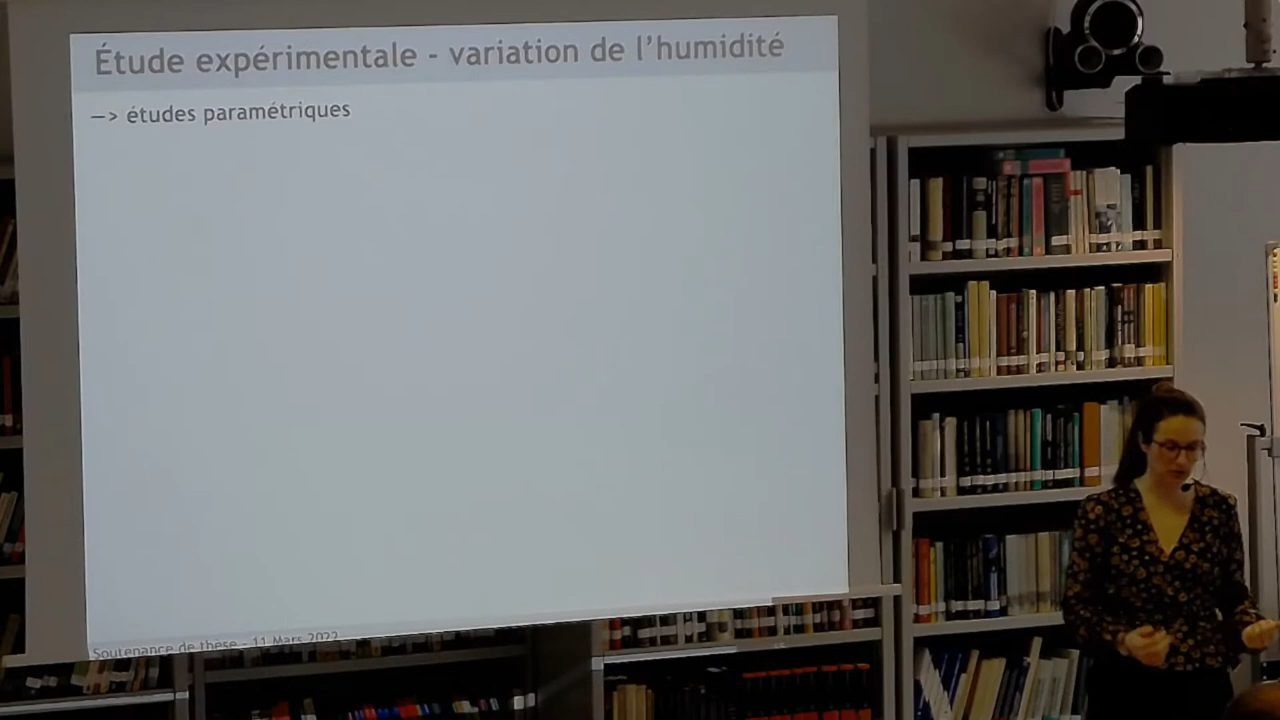 Étude expérimentale - variation de l'humidité
—> études paramétriques
Soutenance de thèse - 11 Mars 2022